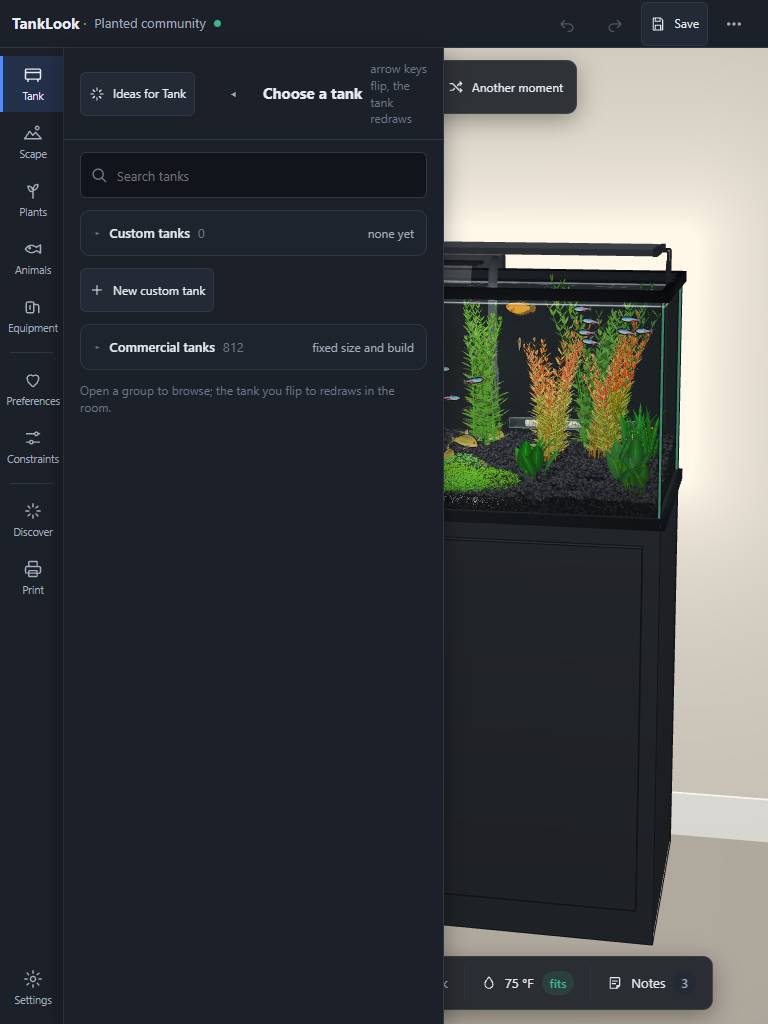 TankLook · Planted community
Save
Tank
Scape
Plants
Animals
Equipment
Preferences
Constraints
Discover
Print
Settings
Ideas for Tank
Choose a tank
arrow keys
flip, the
tank
redraws
Search tanks
Custom tanks 0 none yet
New custom tank
Commercial tanks 812 fixed size and build
Open a group to browse; the tank you flip to redraws in the
room.
Another moment
75 °F fits
Notes 3